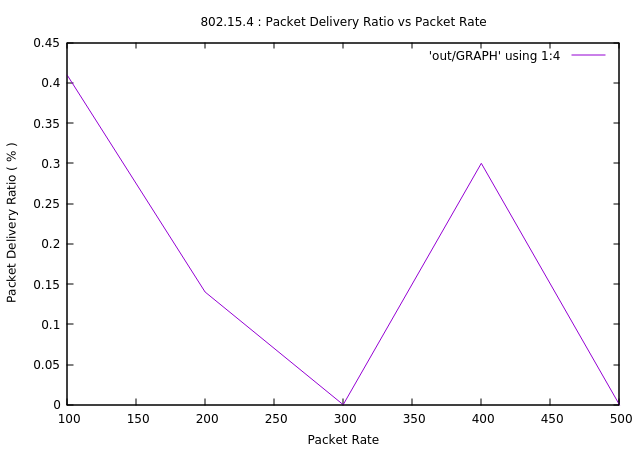 802.15.4 : Packet Delivery Ratio vs Packet Rate
'out/GRAPH' using 1:4
Packet Delivery Ratio ( % )
0.45
0.4
0.35
0.3
0.25
0.2
0.15
0.1
0.05
0
100 150 200 250 300 350 400 450 500
Packet Rate